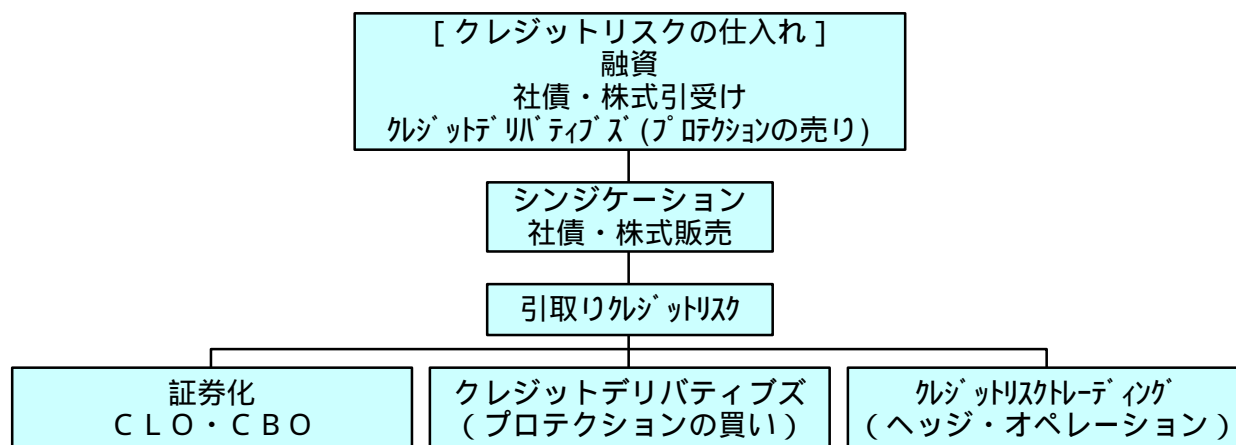 [ クレジットリスクの仕入れ ]
融資
社債・株式引受け
ｸﾚｼﾞｯﾄﾃﾞﾘﾊﾞﾃｨﾌﾞｽﾞ(ﾌﾟﾛﾃｸｼｮﾝの売り)
シンジケーション
社債・株式販売
引取りｸﾚｼﾞｯﾄﾘｽｸ
証券化
ＣＬＯ・ＣＢＯ
クレジットデリバティブズ
（プロテクションの買い）
ｸﾚｼﾞｯﾄﾘｽｸﾄﾚｰﾃﾞｨﾝｸﾞ
（ヘッジ・オペレーション）